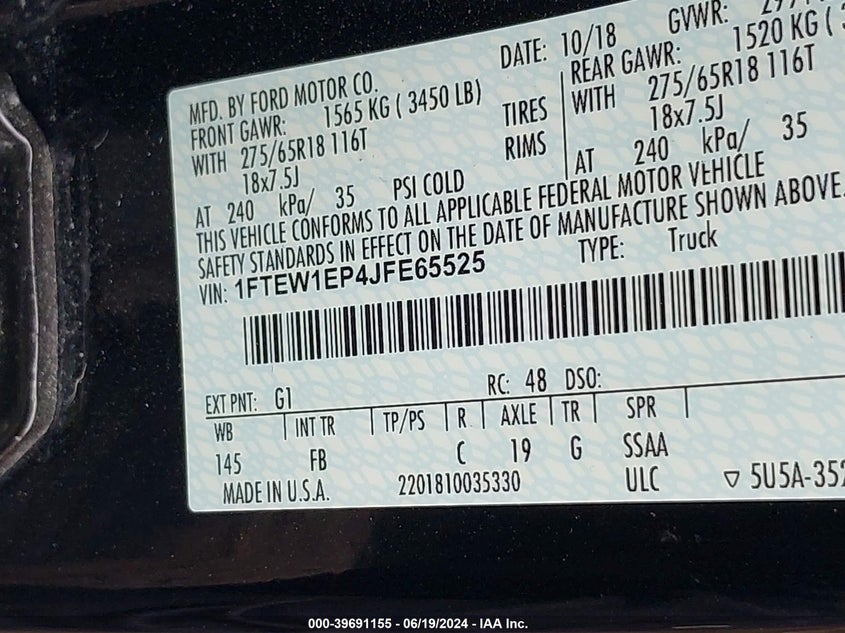 DATE: 10/18 GVWR:
MFD. BY FORD MOTOR CO.
FRONT GAWR: 1565 KG ( 3450 LB) REAR GAWR: 1520 KG (
WITH 275/65R18 116T TIRES WITH 275/65R18 116T
18x7.5J RIMS 18x7.5J
AT 240 kPa/ 35 PSI COLD AT 240 kPa/ 35
THIS VEHICLE CONFORMS TO ALL APPLICABLE FEDERAL MOTOR VEHICLE
SAFETY STANDARDS IN EFFECT ON THE DATE OF MANUFACTURE SHOWN ABOVE.
VIN: 1FTEW1EP4JFE65525 TYPE: Truck
EXT PNT: G1 RC: 48 DSO:
WB INT TR TP/PS R AXLE TR SPR
145 FB C 19 G SSAA
MADE IN U.S.A. 2201810035330 ULC ▽ 5U5A-352
000-39691155 - 06/19/2024 - IAA Inc.